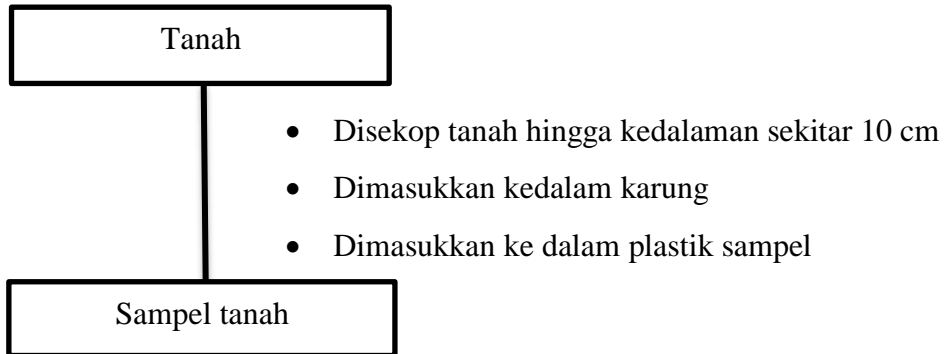 Tanah
• Disekop tanah hingga kedalaman sekitar 10 cm
• Dimasukkan kedalam karung
• Dimasukkan ke dalam plastik sampel
Sampel tanah